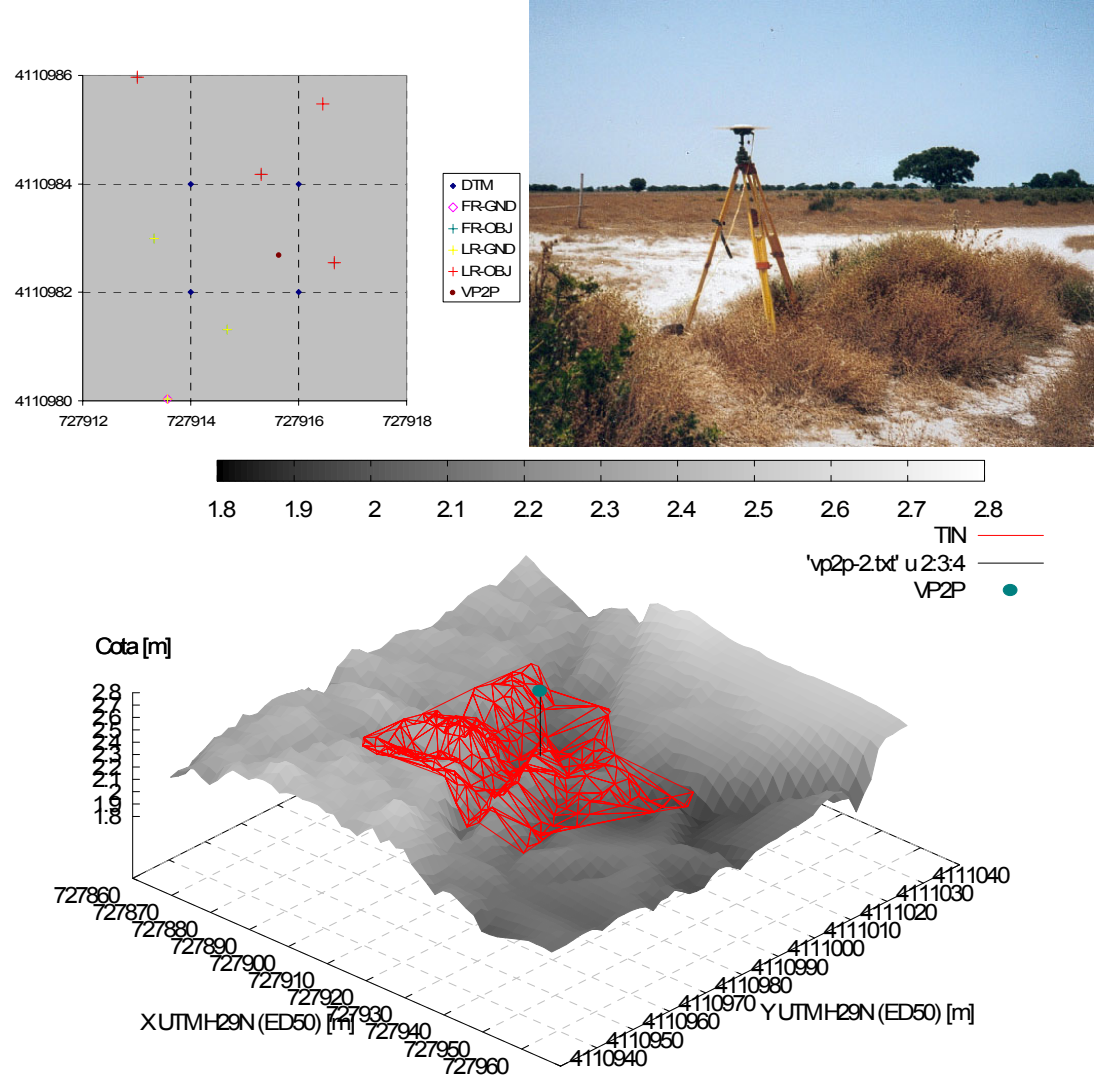 4110986
4110984
4110982
4110980
727912 727914 727916 727918
DTM
FR-GND
FR-OBJ
LR-GND
LR-OBJ
VP2P
1.8 1.9 2 2.1 2.2 2.3 2.4 2.5 2.6 2.7 2.8
TIN
'vp2p-2.txt' u 2:3:4
VP2P
Cota [m]
2.8
2.7
2.6
2.5
2.4
2.3
2.2
2.1
2
1.9
1.8
727860
727870
727880
727890
727900
727910
727920
727930
727940
727950
727960
X UTM H29N (ED50) [m]
4111040
4111030
4111020
4111010
4111000
4110990
4110980
4110970
4110960
4110950
4110940
Y UTM H29N (ED50) [m]